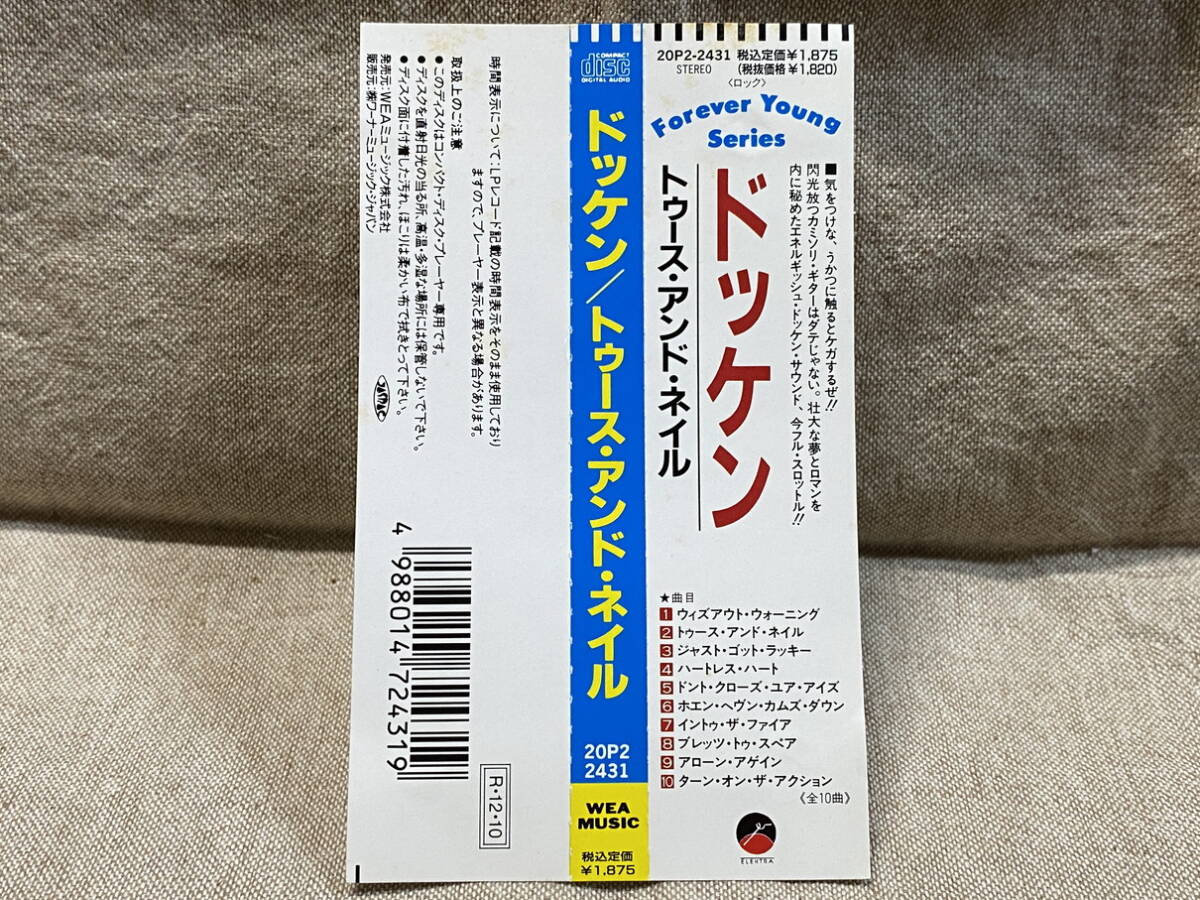 20P2-2431 税込定価¥1,875
STEREO (税抜価格¥1,820)
〈ロック〉
Forever Young
Series
■気をつけな、うかつに触るとケガするぜ!!
閃光放つカミソリ・ギターはダテじゃない。壮大な夢とロマンを
内に秘めたエネルギッシュ・ドッケン・サウンド、今フル・スロットル!!
ドッケン
トゥース・アンド・ネイル
★曲目
1 ウィズアウト・ウォーニング
2 トゥース・アンド・ネイル
3 ジャスト・ゴット・ラッキー
4 ハートレス・ハート
5 ドント・クローズ・ユア・アイズ
6 ホエン・ヘヴン・カムズ・ダウン
7 イントゥ・ザ・ファイア
8 ブレッツ・トゥ・スペア
9 アローン・アゲイン
10 ターン・オン・ザ・アクション
《全10曲》
ELEKTRA
COMPACT
disc
DIGITAL AUDIO
ドッケン/トゥース・アンド・ネイル
20P2
2431
WEA
MUSIC
税込定価
¥1,875
時間表示について:LPレコード記載の時間表示をそのまま使用しており
ますので、プレーヤー表示と異なる場合があります。
取扱上のご注意
●このディスクはコンパクト・ディスク・プレーヤー専用です。
●ディスクを直射日光の当る所、高温・多湿な場所には保管しないで下さい。
●ディスク面に付着した汚れ、ほこりは柔かい布で拭きとって下さい。
発売元:WEAミュージック株式会社
販売元:㈱ワーナーミュージック・ジャパン
JASRAC
4 988014 724319
R・12・10